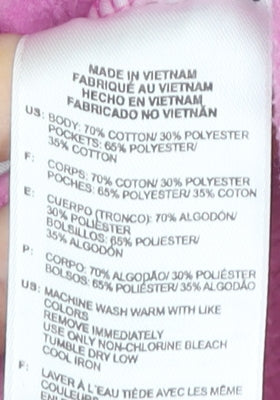 MADE IN VIETNAM
FABRIQUÉ AU VIETNAM
HECHO EN VIETNAM
FABRICADO NO VIETNÃN
US: BODY: 70% COTTON/ 30% POLYESTER
POCKETS: 65% POLYESTER/
35% COTTON
F: CORPS: 70% COTON/ 30% POLYESTER
POCHES: 65% POLYESTER/ 35% COTON
E: CUERPO (TRONCO): 70% ALGODÓN/
30% POLIÉSTER
BOLSILLOS: 65% POLIESTER/
35% ALGODÓN
P: CORPO: 70% ALGODÃO/ 30% POLIÉSTER
BOLSOS: 65% POLIÉSTER/ 35% ALGODÃO
US: MACHINE WASH WARM WITH LIKE
COLORS
REMOVE IMMEDIATELY
USE ONLY NON-CHLORINE BLEACH
TUMBLE DRY LOW
COOL IRON
F: LAVER À L'EAU TIÈDE AVEC LES MÊME
COULEURS